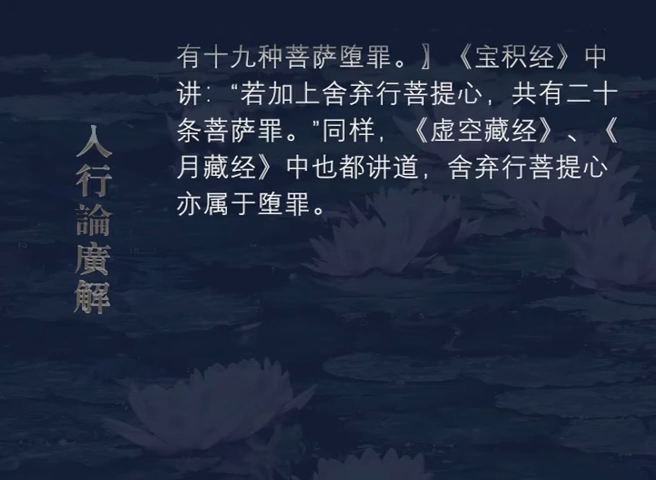 入行論廣解
有十九种菩萨堕罪。〗《宝积经》中
讲：“若加上舍弃行菩提心，共有二十
条菩萨罪。”同样，《虚空藏经》、《
月藏经》中也都讲道，舍弃行菩提心
亦属于堕罪。